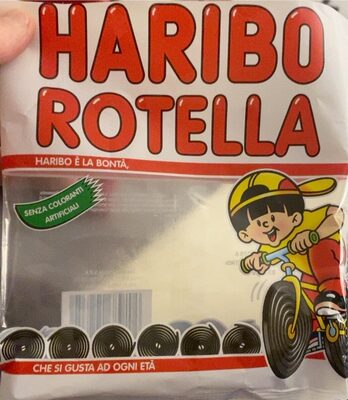 HARIBO
ROTELLA
HARIBO È LA BONTÀ,
SENZA COLORANTI
ARTIFICIALI
CHE SI GUSTA AD OGNI ETÀ